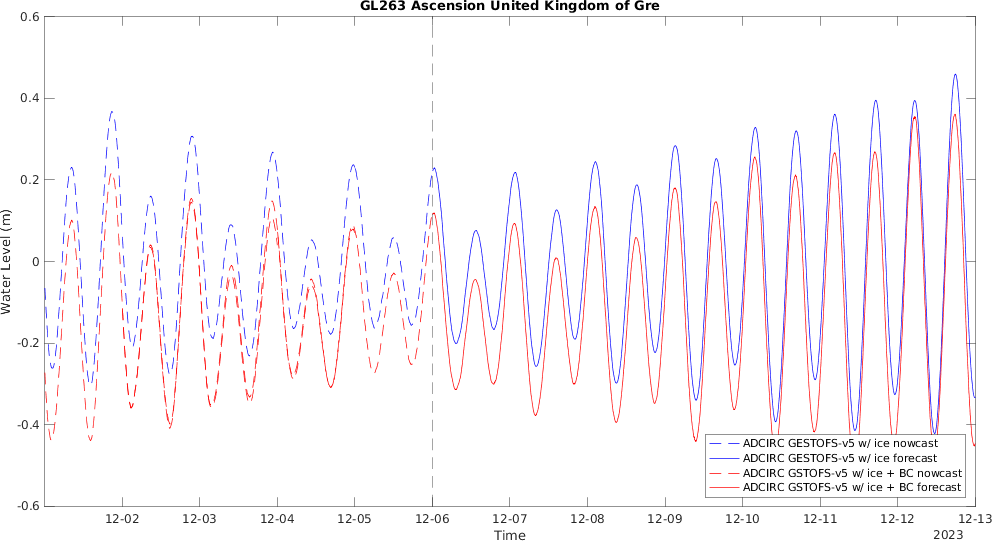 GL263 Ascension United Kingdom of Gre
Water Level (m)
0.6
0.4
0.2
0
-0.2
-0.4
-0.6
12-02 12-03 12-04 12-05 12-06 12-07 12-08 12-09 12-10 12-11 12-12 12-13
Time
2023
ADCIRC GESTOFS-v5 w/ ice nowcast
ADCIRC GESTOFS-v5 w/ ice forecast
ADCIRC GSTOFS-v5 w/ ice + BC nowcast
ADCIRC GSTOFS-v5 w/ ice + BC forecast